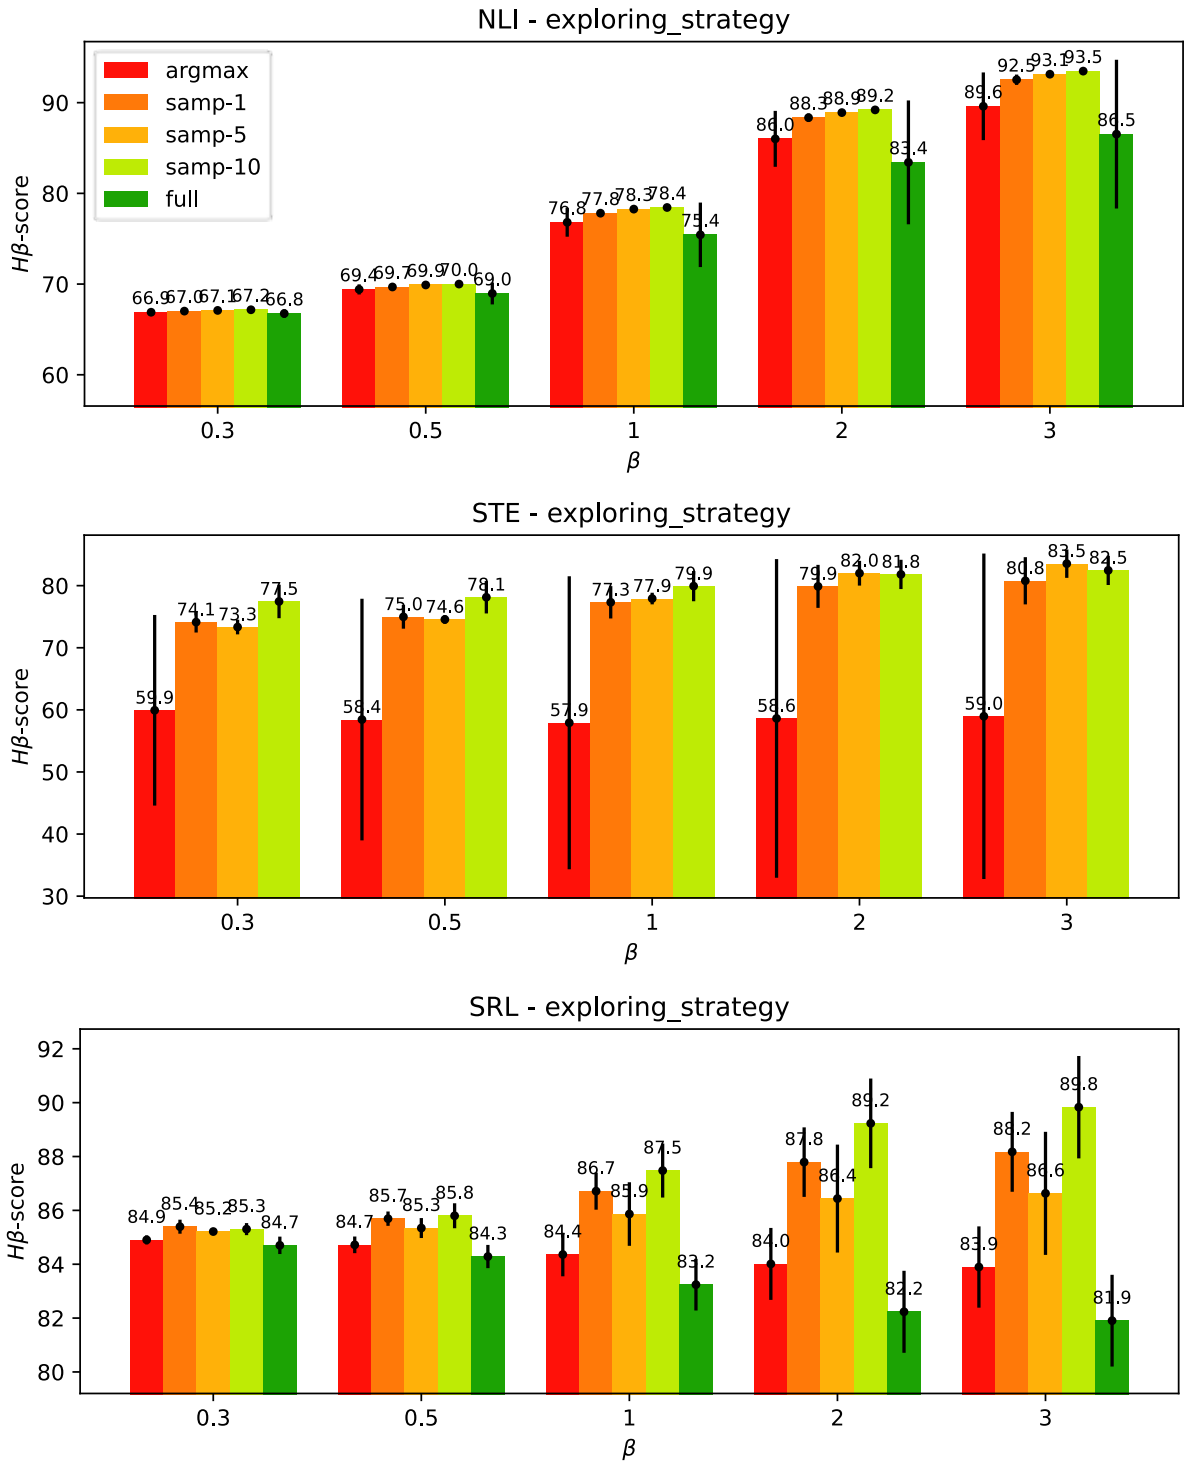 NLI - exploring_strategy
argmax
samp-1
samp-5
samp-10
full
Hβ-score
90
80
70
60
66.9 67.0 67.1 67.2 66.8
69.4 69.7 69.9 70.0 69.0
76.8 77.8 78.3 78.4 75.4
86.0 88.3 88.9 89.2 83.4
89.6 92.5 93.1 93.5 86.5
0.3 0.5 1 2 3
β
STE - exploring_strategy
Hβ-score
80
70
60
50
40
30
59.9 74.1 73.3 77.5
58.4 75.0 74.6 78.1
57.9 77.3 77.9 79.9
58.6 79.9 82.0 81.8
59.0 80.8 83.5 82.5
0.3 0.5 1 2 3
β
SRL - exploring_strategy
Hβ-score
92
90
88
86
84
82
80
84.9 85.4 85.2 85.3 84.7
84.7 85.7 85.3 85.8 84.3
84.4 86.7 85.9 87.5 83.2
84.0 87.8 86.4 89.2 82.2
83.9 88.2 86.6 89.8 81.9
0.3 0.5 1 2 3
β